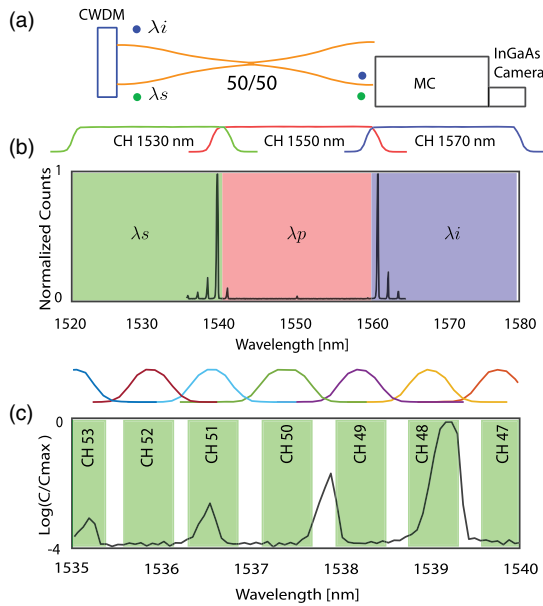 (a)
CWDM
λi
λs
50/50
MC
InGaAs
Camera
CH 1530 nm
CH 1550 nm
CH 1570 nm
(b)
Normalized Counts
1
0
λs
λp
λi
1520
1530
1540
1550
1560
1570
1580
Wavelength [nm]
(c)
Log(C/Cmax )
0
-4
CH 53
CH 52
CH 51
CH 50
CH 49
CH 48
CH 47
1535
1536
1537
1538
1539
1540
Wavelength [nm]